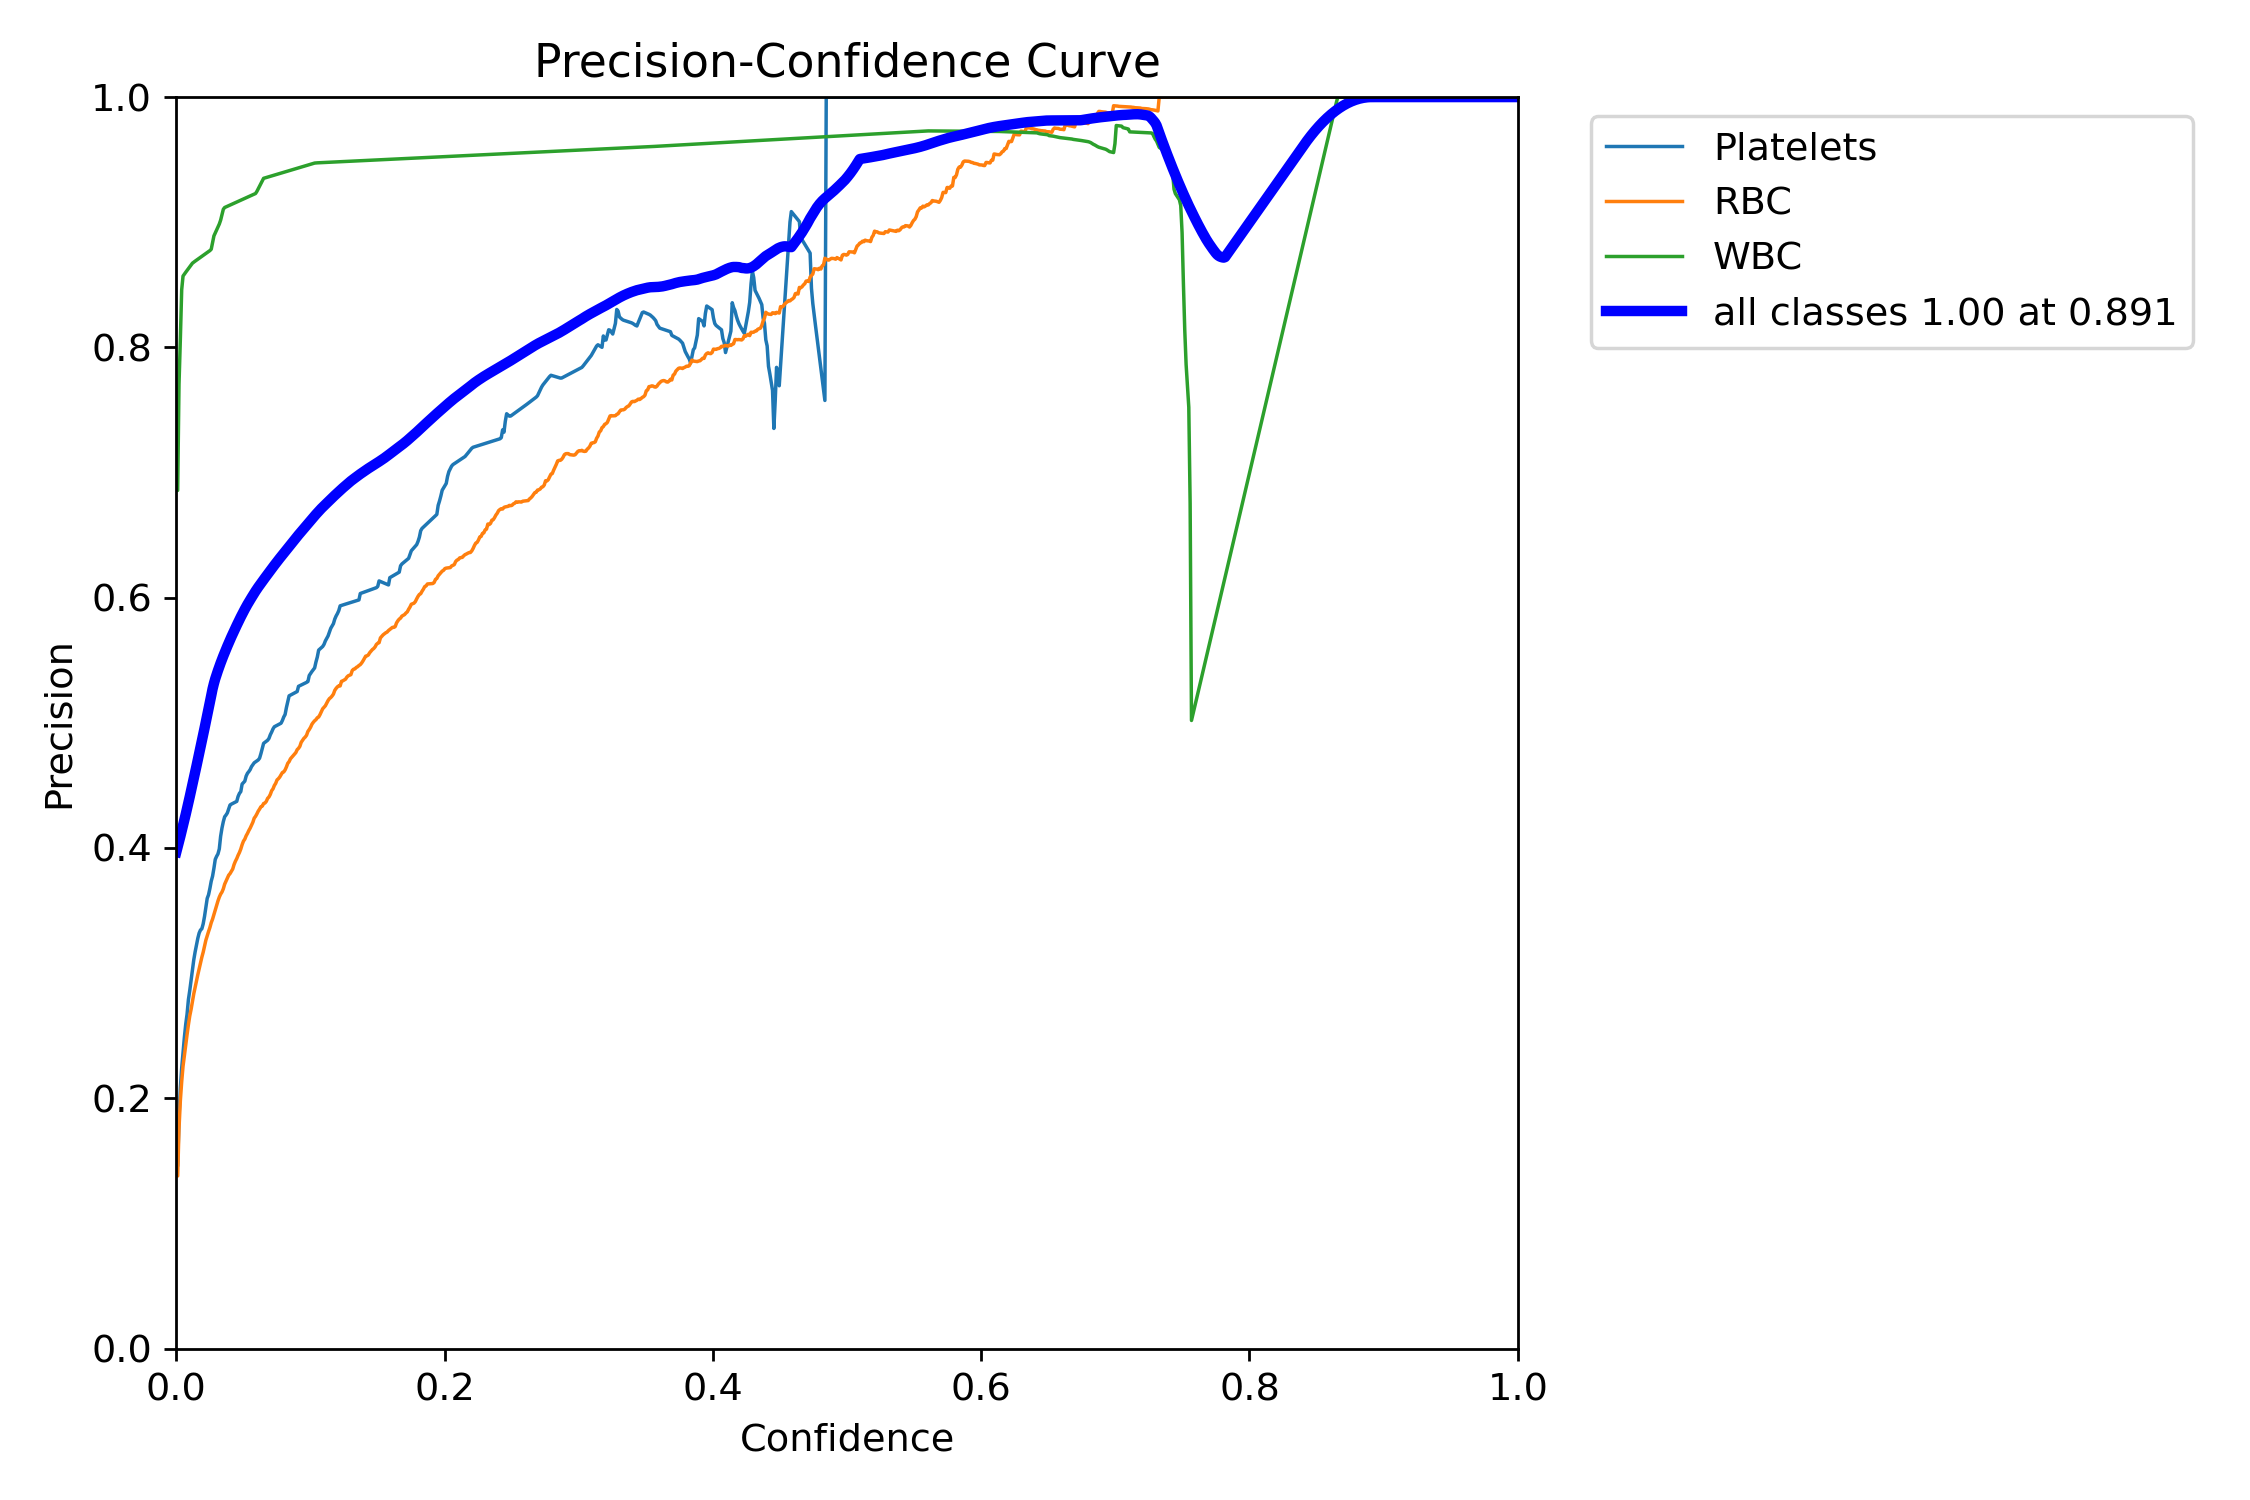 Precision-Confidence Curve
1.0
0.8
0.6
0.4
0.2
0.0
Precision
0.0 0.2 0.4 0.6 0.8 1.0
Confidence
Platelets
RBC
WBC
all classes 1.00 at 0.891